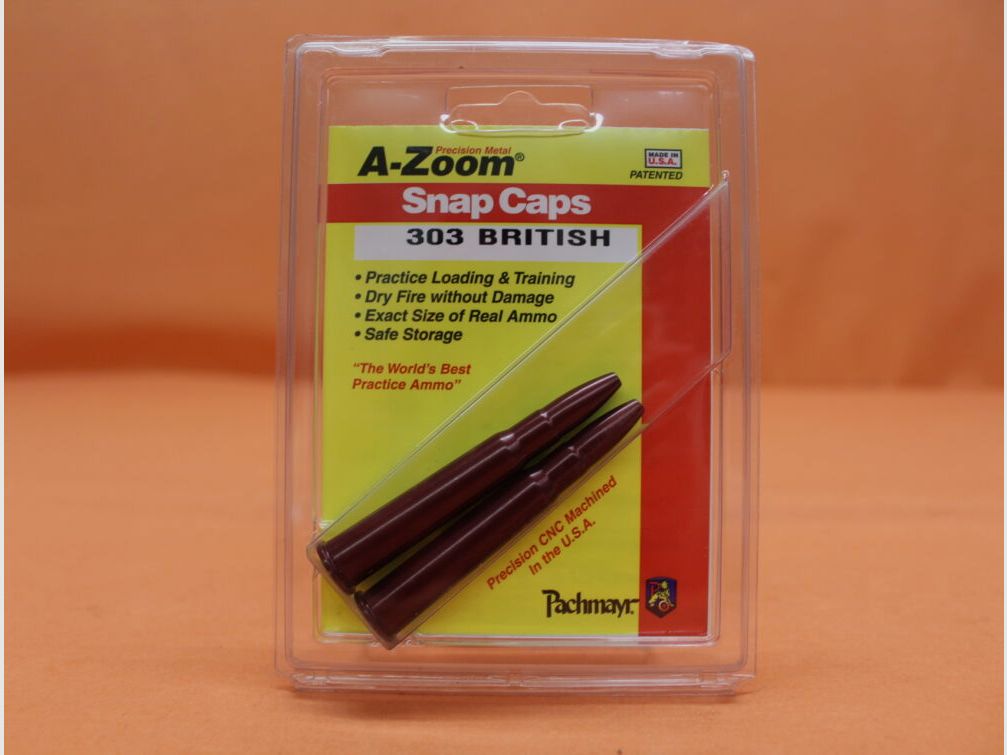 Precision Metal
A-Zoom®
MADE IN
U.S.A.
PATENTED
Snap Caps
303 BRITISH
• Practice Loading & Training
• Dry Fire without Damage
• Exact Size of Real Ammo
• Safe Storage
“The World's Best
Practice Ammo”
Precision CNC Machined
In the U.S.A.
Pachmayr